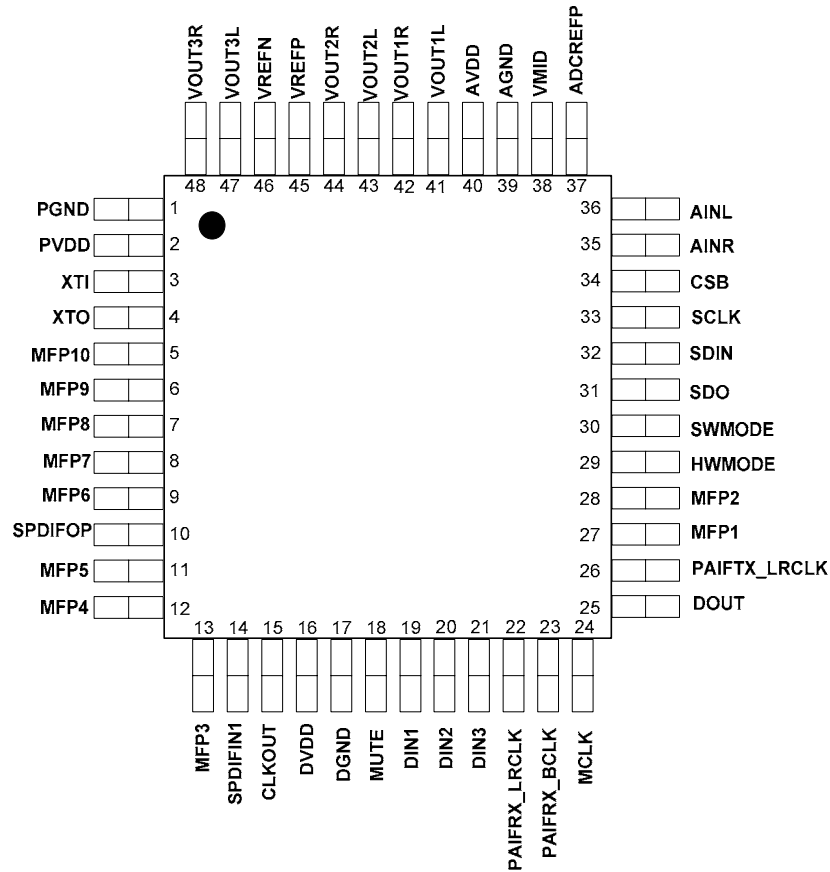 VOUT3R VOUT3L VREFN VREFP VOUT2R VOUT2L VOUT1R VOUT1L AVDD AGND VMID ADCREFP
48 47 46 45 44 43 42 41 40 39 38 37
PGND 1 36 AINL
PVDD 2 35 AINR
XTI 3 34 CSB
XTO 4 33 SCLK
MFP10 5 32 SDIN
MFP9 6 31 SDO
MFP8 7 30 SWMODE
MFP7 8 29 HWMODE
MFP6 9 28 MFP2
SPDIFOP 10 27 MFP1
MFP5 11 26 PAIFTX_LRCLK
MFP4 12 25 DOUT
13 14 15 16 17 18 19 20 21 22 23 24
MFP3 SPDIFIN1 CLKOUT DVDD DGND MUTE DIN1 DIN2 DIN3 PAIFRX_LRCLK PAIFRX_BCLK MCLK